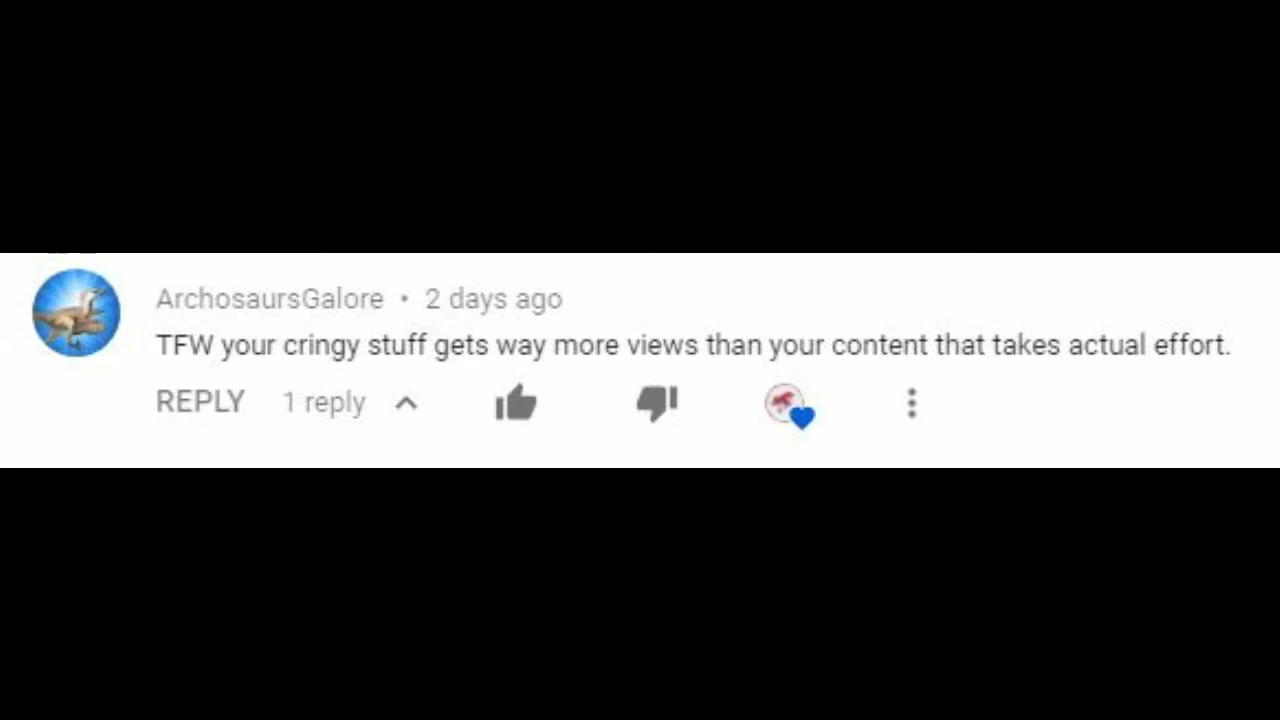 ArchosaursGalore • 2 days ago
TFW your cringy stuff gets way more views than your content that takes actual effort.
REPLY 1 reply